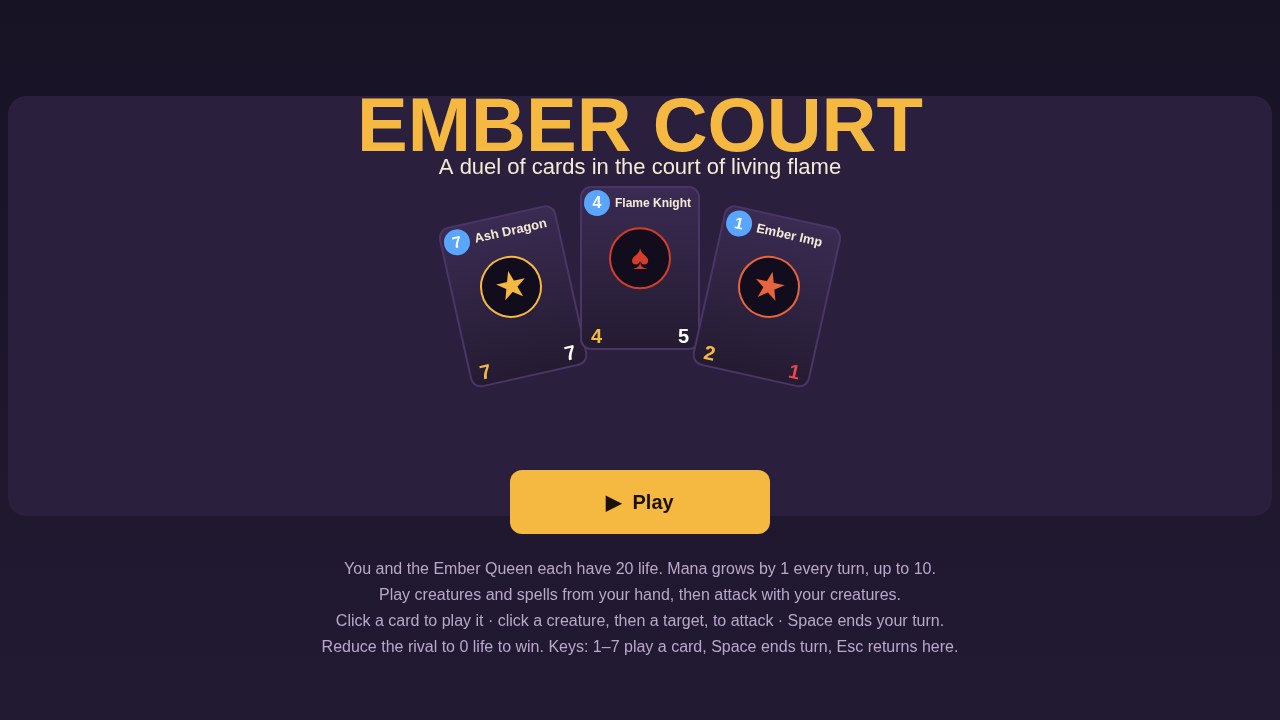 EMBER COURT
A duel of cards in the court of living flame
7 Ash Dragon
7 7
4 Flame Knight
4 5
1 Ember Imp
2 1
▶ Play
You and the Ember Queen each have 20 life. Mana grows by 1 every turn, up to 10.
Play creatures and spells from your hand, then attack with your creatures.
Click a card to play it · click a creature, then a target, to attack · Space ends your turn.
Reduce the rival to 0 life to win. Keys: 1–7 play a card, Space ends turn, Esc returns here.